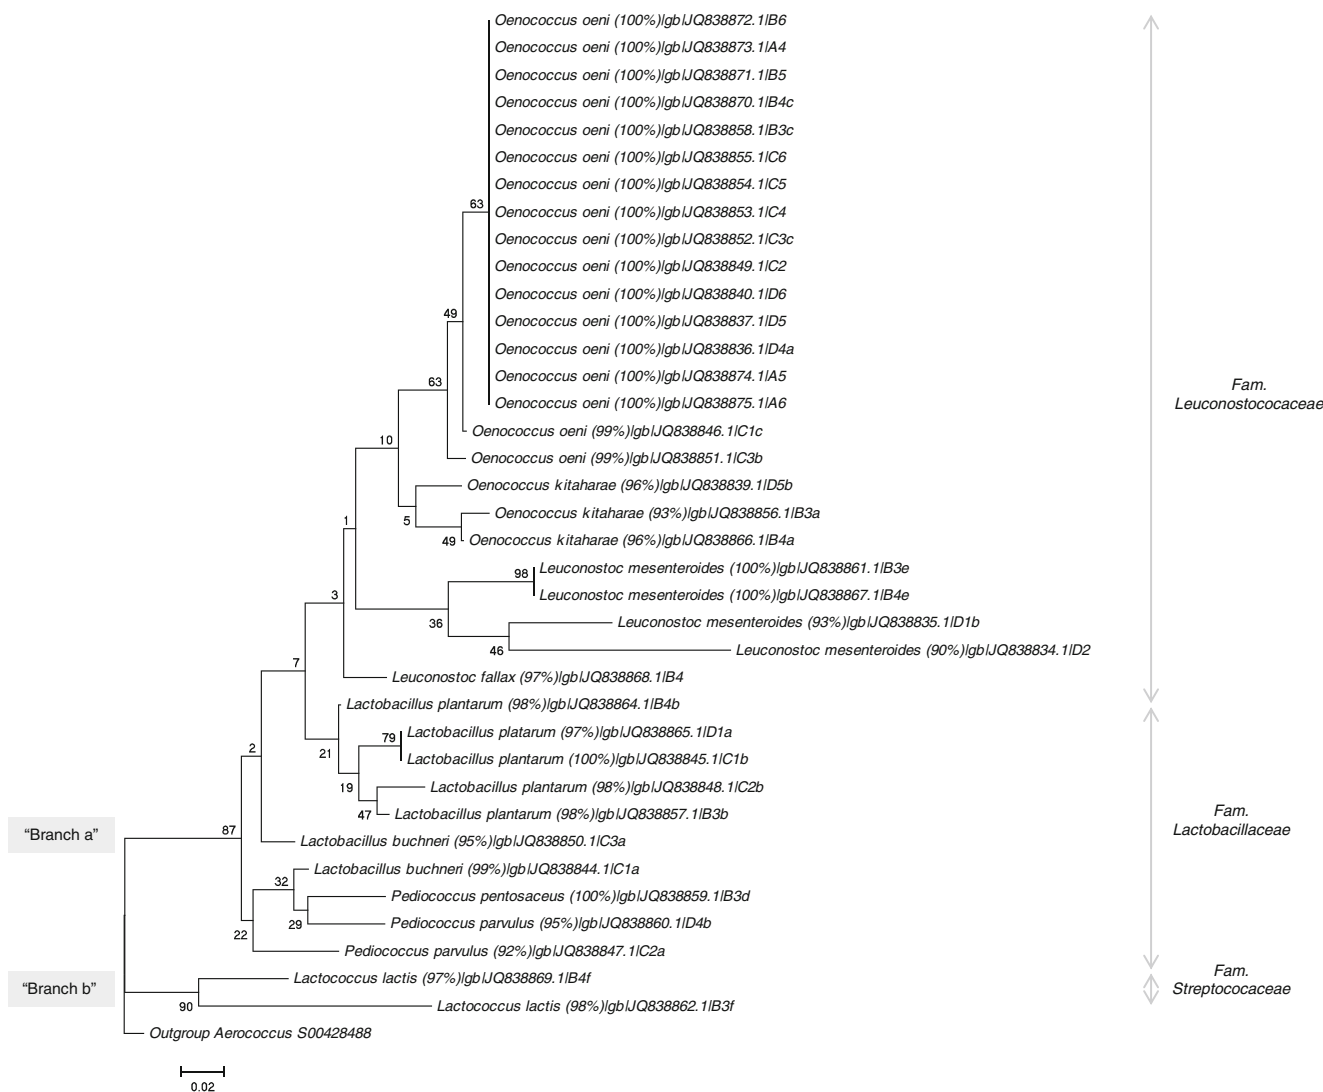 Oenococcus oeni (100%)|gb|JQ838872.1|B6
Oenococcus oeni (100%)|gb|JQ838873.1|A4
Oenococcus oeni (100%)|gb|JQ838871.1|B5
Oenococcus oeni (100%)|gb|JQ838870.1|B4c
Oenococcus oeni (100%)|gb|JQ838858.1|B3c
Oenococcus oeni (100%)|gb|JQ838855.1|C6
Oenococcus oeni (100%)|gb|JQ838854.1|C5
63
Oenococcus oeni (100%)|gb|JQ838853.1|C4
Oenococcus oeni (100%)|gb|JQ838852.1|C3c
Oenococcus oeni (100%)|gb|JQ838849.1|C2
Oenococcus oeni (100%)|gb|JQ838840.1|D6
49
Oenococcus oeni (100%)|gb|JQ838837.1|D5
Oenococcus oeni (100%)|gb|JQ838836.1|D4a
63
Oenococcus oeni (100%)|gb|JQ838874.1|A5
Oenococcus oeni (100%)|gb|JQ838875.1|A6
Fam.
Leuconostococaceae
Oenococcus oeni (99%)|gb|JQ838846.1|C1c
10
Oenococcus oeni (99%)|gb|JQ838851.1|C3b
Oenococcus kitaharae (96%)|gb|JQ838839.1|D5b
5
Oenococcus kitaharae (93%)|gb|JQ838856.1|B3a
1
49
Oenococcus kitaharae (96%)|gb|JQ838866.1|B4a
98
Leuconostoc mesenteroides (100%)|gb|JQ838861.1|B3e
3
Leuconostoc mesenteroides (100%)|gb|JQ838867.1|B4e
36
Leuconostoc mesenteroides (93%)|gb|JQ838835.1|D1b
46
Leuconostoc mesenteroides (90%)|gb|JQ838834.1|D2
7
Leuconostoc fallax (97%)|gb|JQ838868.1|B4
Lactobacillus plantarum (98%)|gb|JQ838864.1|B4b
79
Lactobacillus platarum (97%)|gb|JQ838865.1|D1a
2
21
Lactobacillus plantarum (100%)|gb|JQ838845.1|C1b
19
Lactobacillus plantarum (98%)|gb|JQ838848.1|C2b
47
Lactobacillus plantarum (98%)|gb|JQ838857.1|B3b
Fam.
Lactobacillaceae
“Branch a”
87
Lactobacillus buchneri (95%)|gb|JQ838850.1|C3a
Lactobacillus buchneri (99%)|gb|JQ838844.1|C1a
32
Pediococcus pentosaceus (100%)|gb|JQ838859.1|B3d
29
Pediococcus parvulus (95%)|gb|JQ838860.1|D4b
22
Pediococcus parvulus (92%)|gb|JQ838847.1|C2a
Lactococcus lactis (97%)|gb|JQ838869.1|B4f
Fam.
Streptococaceae
“Branch b”
90
Lactococcus lactis (98%)|gb|JQ838862.1|B3f
Outgroup Aerococcus S00428488
0.02